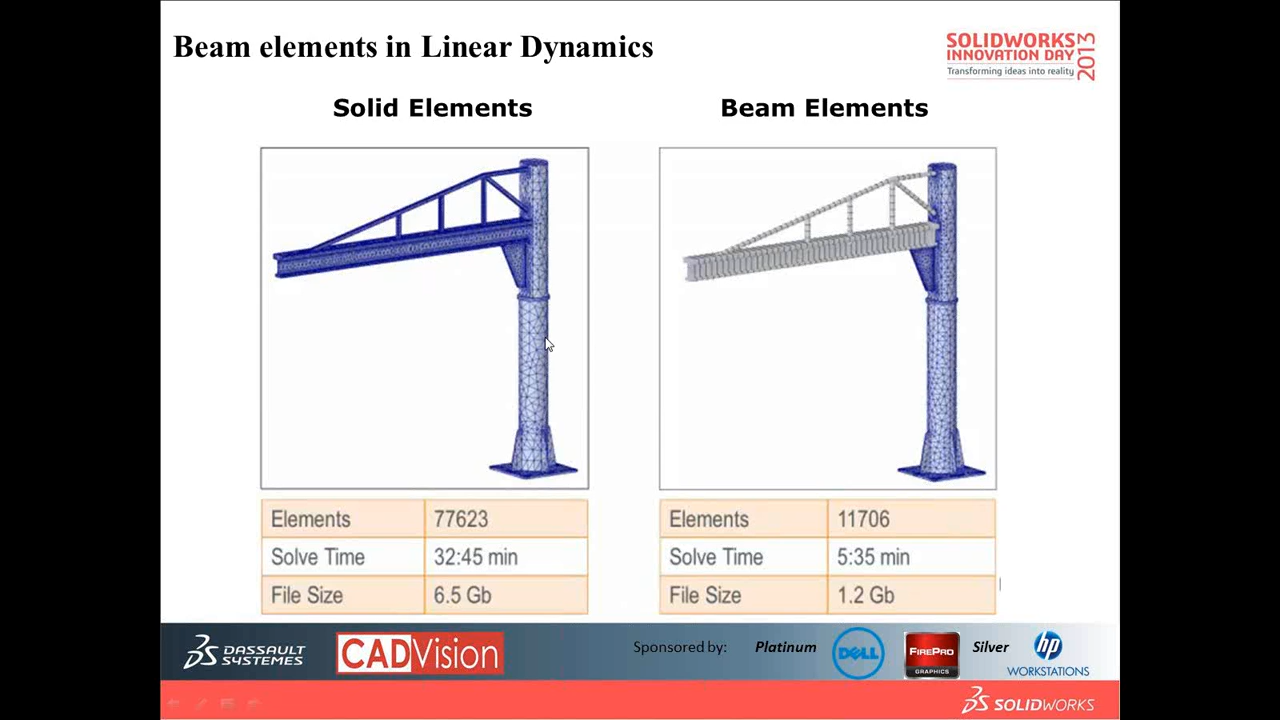 Beam elements in Linear Dynamics
SOLIDWORKS
INNOVATION DAY
2013
Transforming ideas into reality
Solid Elements
Beam Elements
Elements 77623
Solve Time 32:45 min
File Size 6.5 Gb
Elements 11706
Solve Time 5:35 min
File Size 1.2 Gb
DASSAULT
SYSTEMES
CADVision
Sponsored by: Platinum
DELL
FIREPRO
GRAPHICS
Silver
hp
WORKSTATIONS
SOLIDWORKS